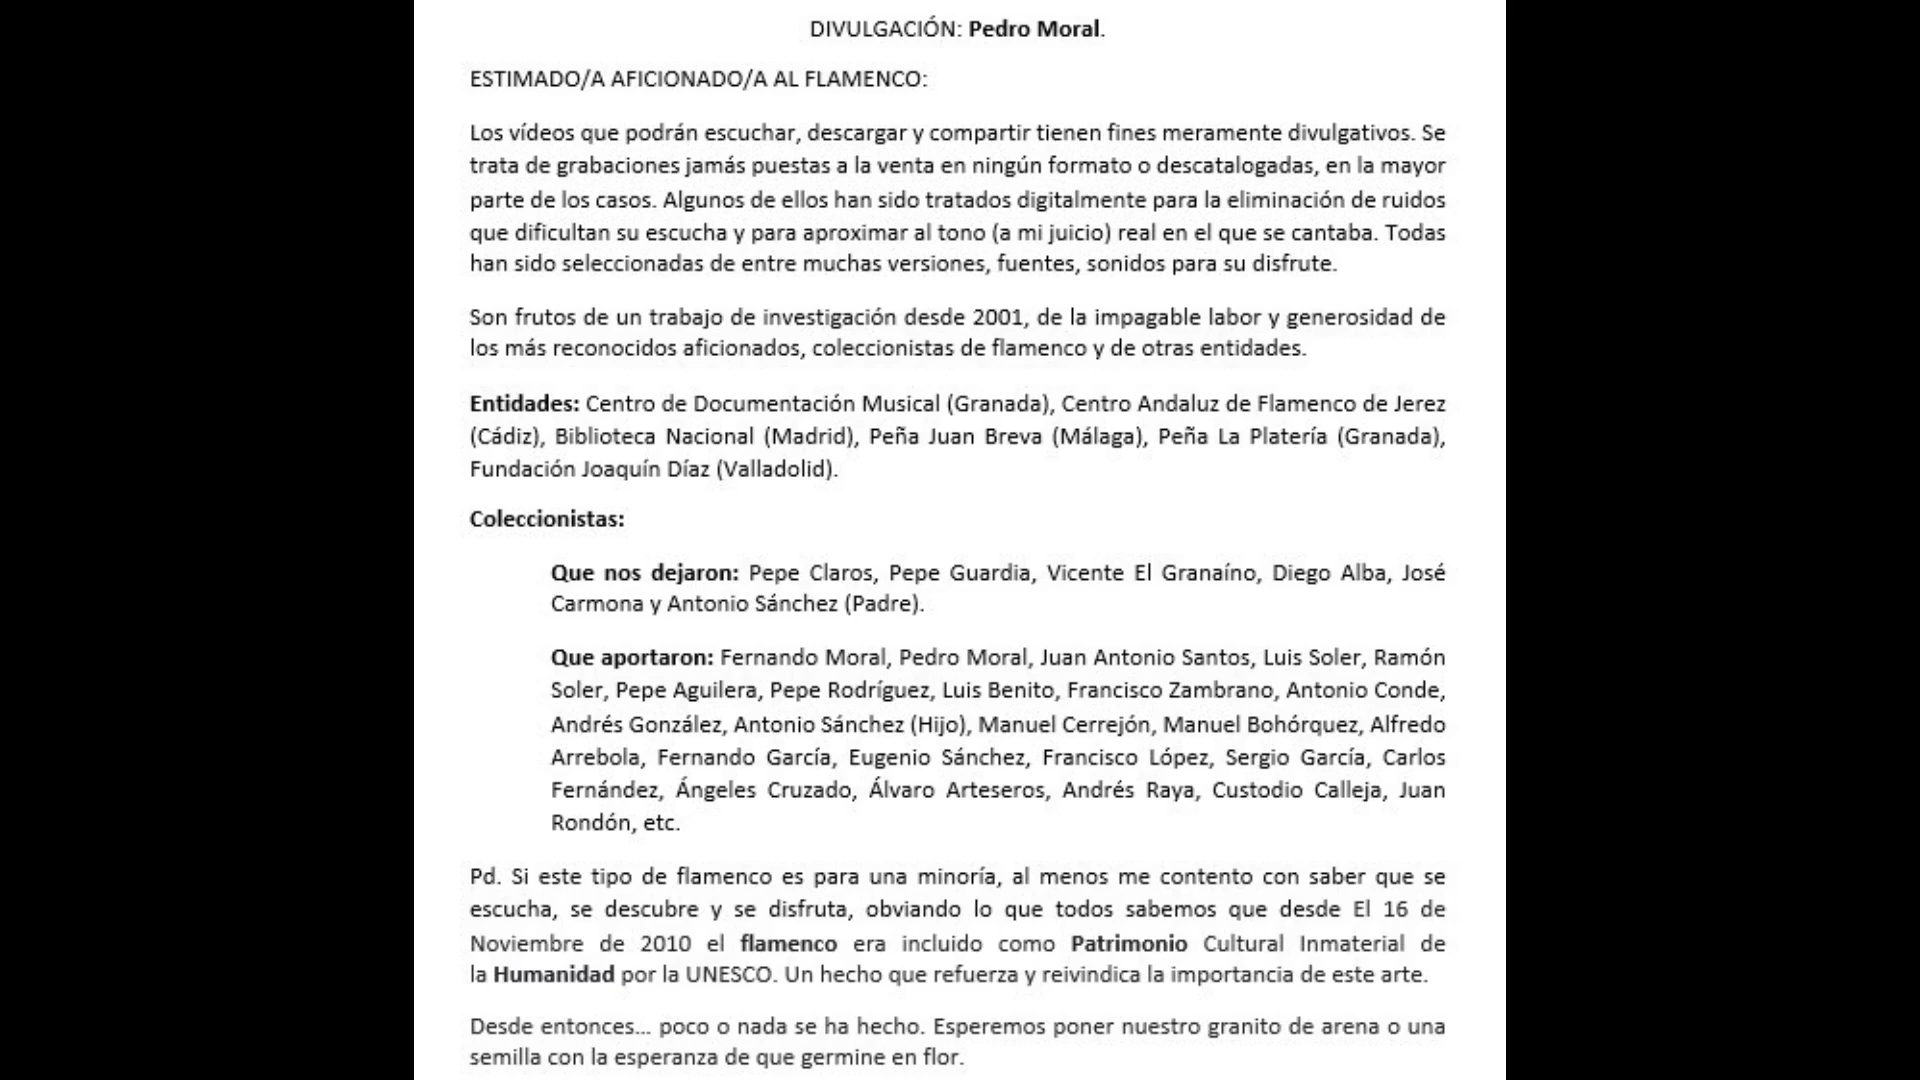 DIVULGACIÓN: Pedro Moral.
ESTIMADO/A AFICIONADO/A AL FLAMENCO:
Los vídeos que podrán escuchar, descargar y compartir tienen fines meramente divulgativos. Se
trata de grabaciones jamás puestas a la venta en ningún formato o descatalogadas, en la mayor
parte de los casos. Algunos de ellos han sido tratados digitalmente para la eliminación de ruidos
que dificultan su escucha y para aproximar al tono (a mi juicio) real en el que se cantaba. Todas
han sido seleccionadas de entre muchas versiones, fuentes, sonidos para su disfrute.
Son frutos de un trabajo de investigación desde 2001, de la impagable labor y generosidad de
los más reconocidos aficionados, coleccionistas de flamenco y de otras entidades.
Entidades: Centro de Documentación Musical (Granada), Centro Andaluz de Flamenco de Jerez
(Cádiz), Biblioteca Nacional (Madrid), Peña Juan Breva (Málaga), Peña La Platería (Granada),
Fundación Joaquín Díaz (Valladolid).
Coleccionistas:
Que nos dejaron: Pepe Claros, Pepe Guardia, Vicente El Granaíno, Diego Alba, José
Carmona y Antonio Sánchez (Padre).
Que aportaron: Fernando Moral, Pedro Moral, Juan Antonio Santos, Luis Soler, Ramón
Soler, Pepe Aguilera, Pepe Rodríguez, Luis Benito, Francisco Zambrano, Antonio Conde,
Andrés González, Antonio Sánchez (Hijo), Manuel Cerrejón, Manuel Bohórquez, Alfredo
Arrebola, Fernando García, Eugenio Sánchez, Francisco López, Sergio García, Carlos
Fernández, Ángeles Cruzado, Álvaro Arteseros, Andrés Raya, Custodio Calleja, Juan
Rondón, etc.
Pd. Si este tipo de flamenco es para una minoría, al menos me contento con saber que se
escucha, se descubre y se disfruta, obviando lo que todos sabemos que desde El 16 de
Noviembre de 2010 el flamenco era incluido como Patrimonio Cultural Inmaterial de
la Humanidad por la UNESCO. Un hecho que refuerza y reivindica la importancia de este arte.
Desde entonces... poco o nada se ha hecho. Esperemos poner nuestro granito de arena o una
semilla con la esperanza de que germine en flor.